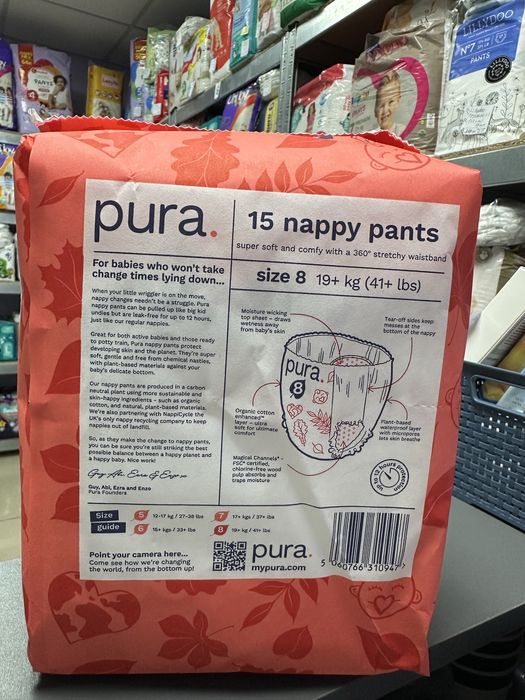 pura.
15 nappy pants
super soft and comfy with a 360° stretchy waistband
size 8 19+ kg (41+ lbs)
For babies who won't take
change times lying down...
When your little wriggler is on the move,
nappy changes needn't be a struggle. Pura
nappy pants can be pulled up like big kid
undies but are leak-free for up to 12 hours,
just like our regular nappies.
Great for both active babies and those ready
to potty train, Pura nappy pants protect
developing skin and the planet. They're super
soft, gentle and free from chemical nasties,
with plant-based materials against your
baby's delicate bottom.
Our nappy pants are produced in a carbon
neutral plant using more sustainable and
skin-happy ingredients - such as organic
cotton, and natural, plant-based materials.
We're also partnering with NappiCycle the
UK's only nappy recycling company to keep
nappies out of landfill.
So, as they make the change to nappy pants,
you can be sure you're still striking the best
possible balance between a happy planet and
a happy baby. Nice work!
Guy, Abi, Ezra & Enzo
Guy, Abi, Ezra and Enzo
Pura Founders
Moisture wicking
top sheet - draws
wetness away
from baby's skin
Tear-off sides keep
messes at the
bottom of the nappy
pura.
8
Organic cotton
enhanced*
layer - ultra
soft for ultimate
comfort
Plant-based
waterproof layer
with micropores
lets skin breathe
Magical Channels® -
FSC® certified,
chlorine-free wood
pulp absorbs and
traps moisture
up to 12 hours protection
Size
guide
5 12-17 kg / 27-38 lbs
6 15+ kgs / 33+ lbs
7 17+ kgs / 37+ lbs
8 19+ kg / 41+ lbs
Point your camera here...
Come see how we're changing
the world, from the bottom up!
pura.
mypura.com
5 060766 310947
LILLYDOO
N°7
PANTS